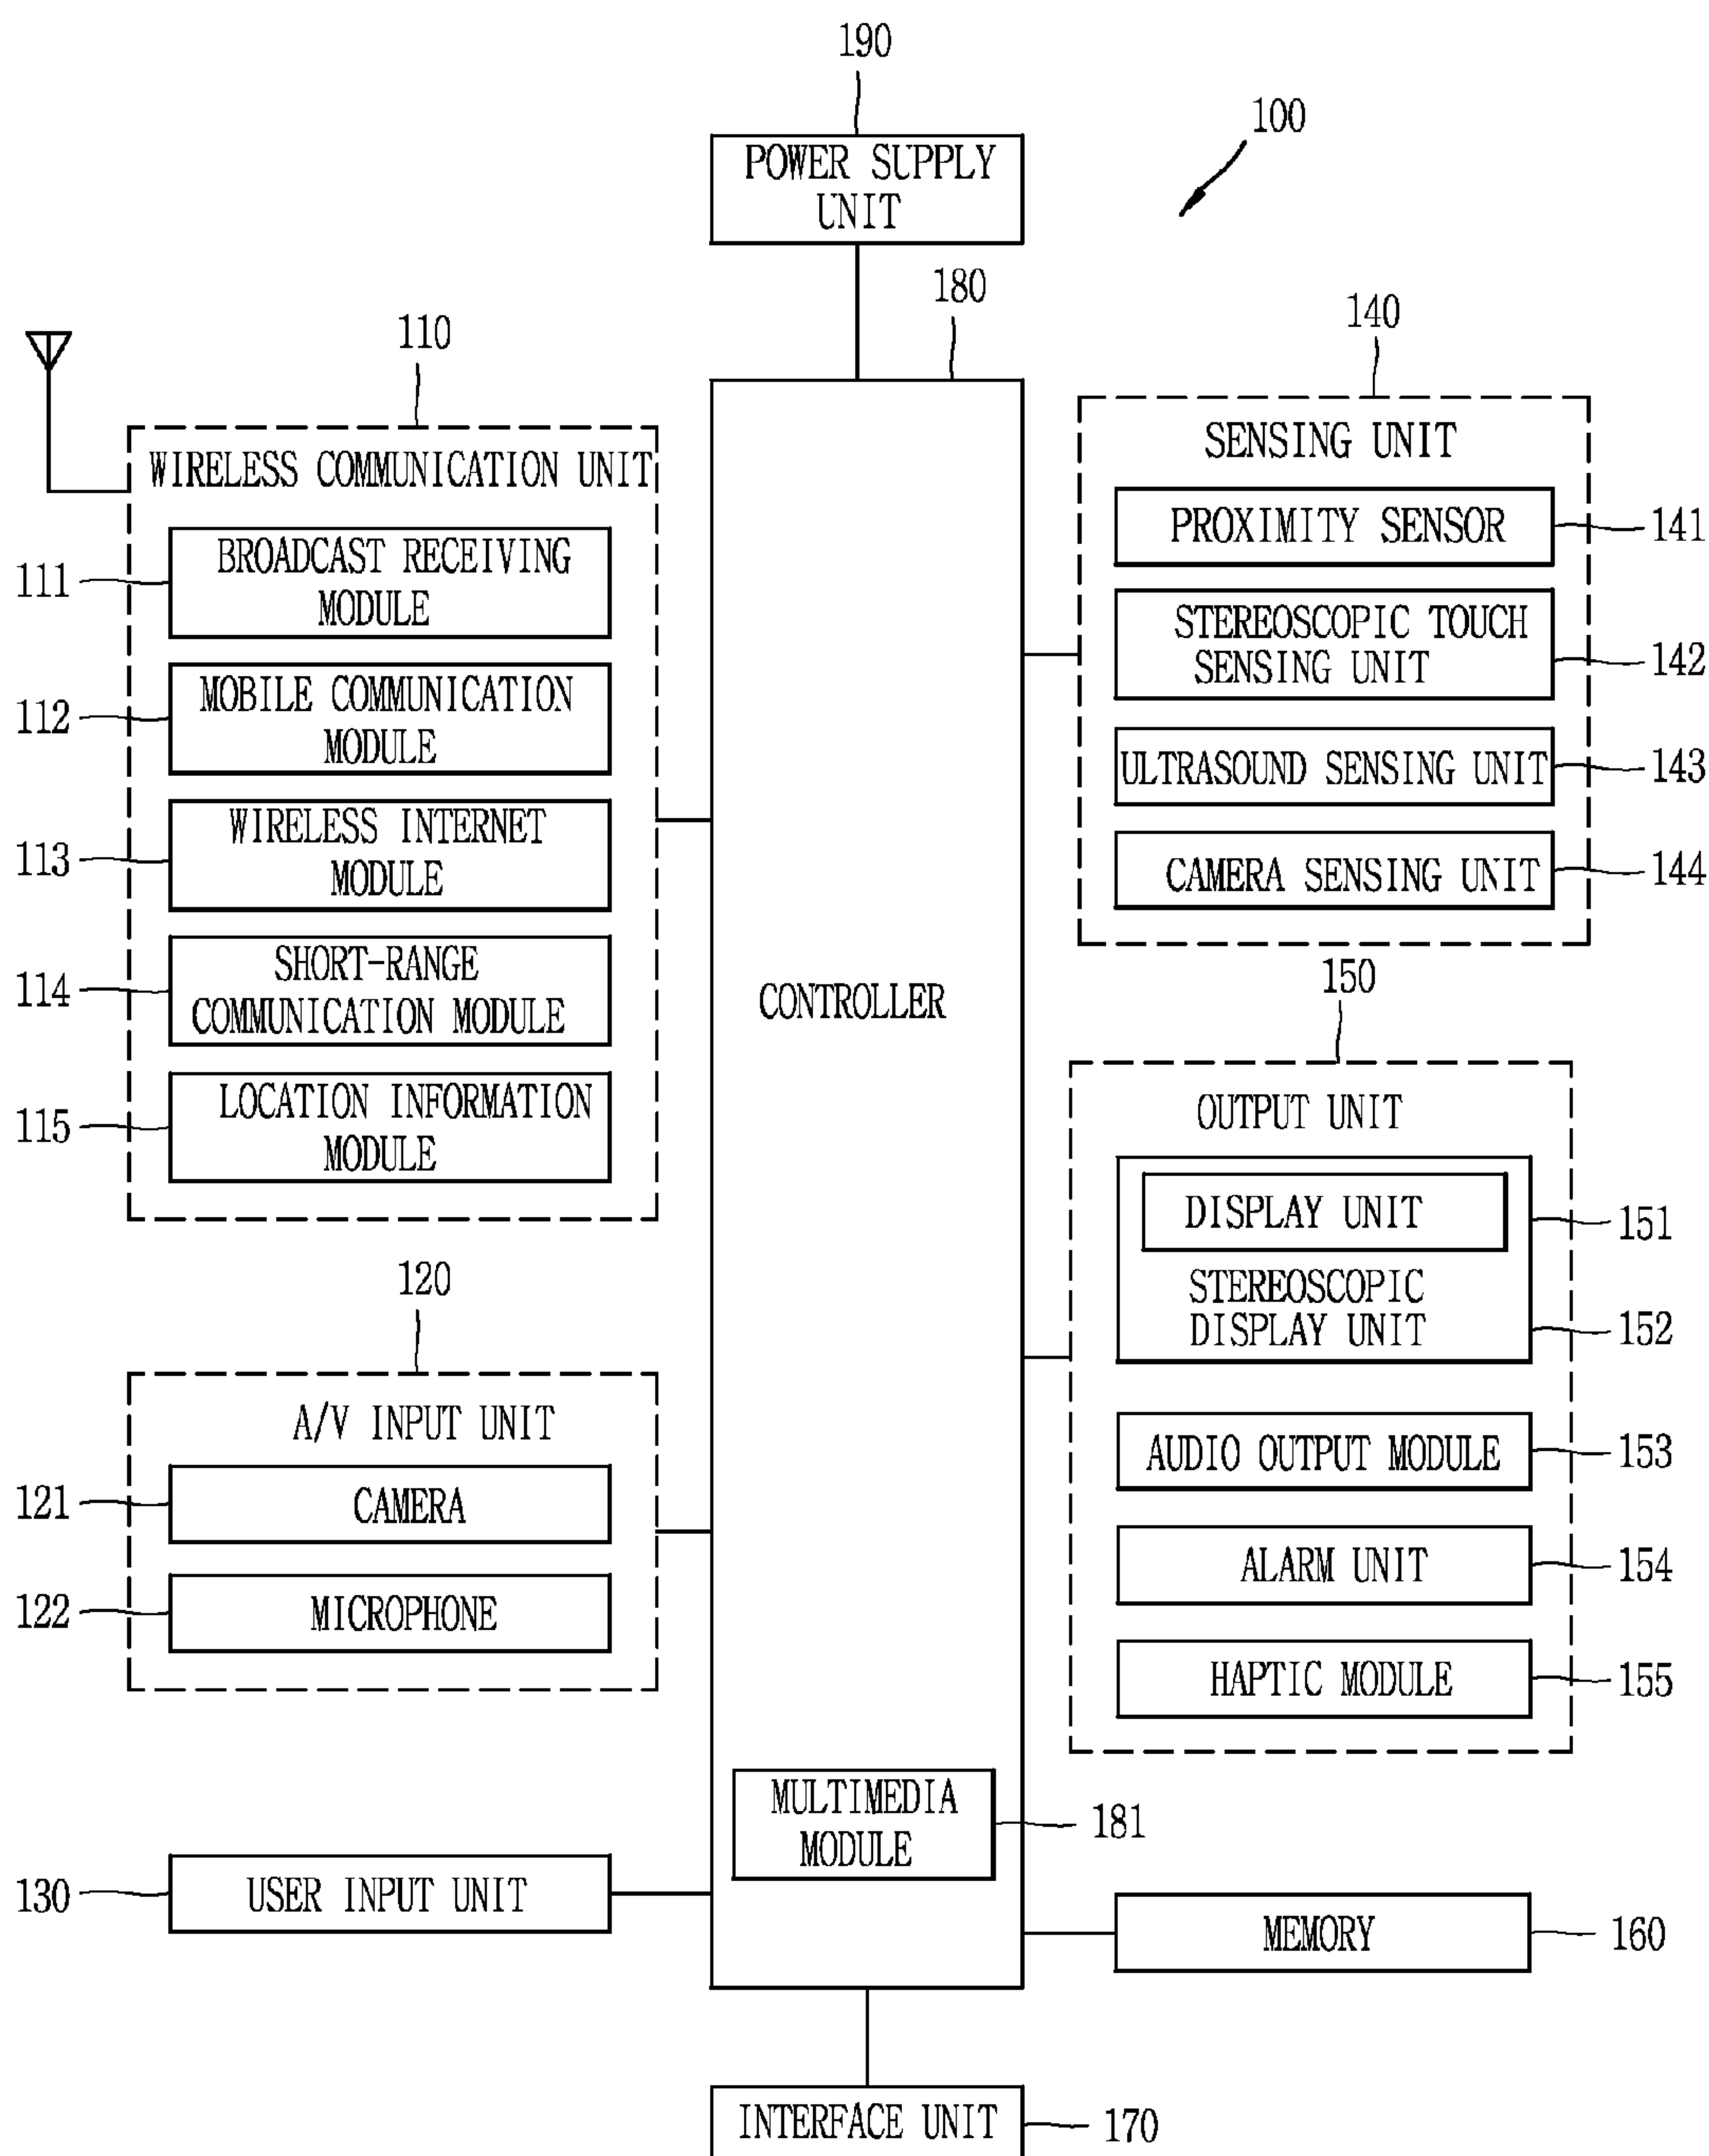 190
100
POWER SUPPLY
UNIT
180
110
140
WIRELESS COMMUNICATION UNIT
111
BROADCAST RECEIVING
MODULE
112
MOBILE COMMUNICATION
MODULE
113
WIRELESS INTERNET
MODULE
114
SHORT-RANGE
COMMUNICATION MODULE
115
LOCATION INFORMATION
MODULE
120
A/V INPUT UNIT
121
CAMERA
122
MICROPHONE
130
USER INPUT UNIT
CONTROLLER
MULTIMEDIA
MODULE
181
SENSING UNIT
PROXIMITY SENSOR
141
STEREOSCOPIC TOUCH
SENSING UNIT
142
ULTRASOUND SENSING UNIT
143
CAMERA SENSING UNIT
144
150
OUTPUT UNIT
DISPLAY UNIT
151
STEREOSCOPIC
DISPLAY UNIT
152
AUDIO OUTPUT MODULE
153
ALARM UNIT
154
HAPTIC MODULE
155
MEMORY
160
INTERFACE UNIT
170